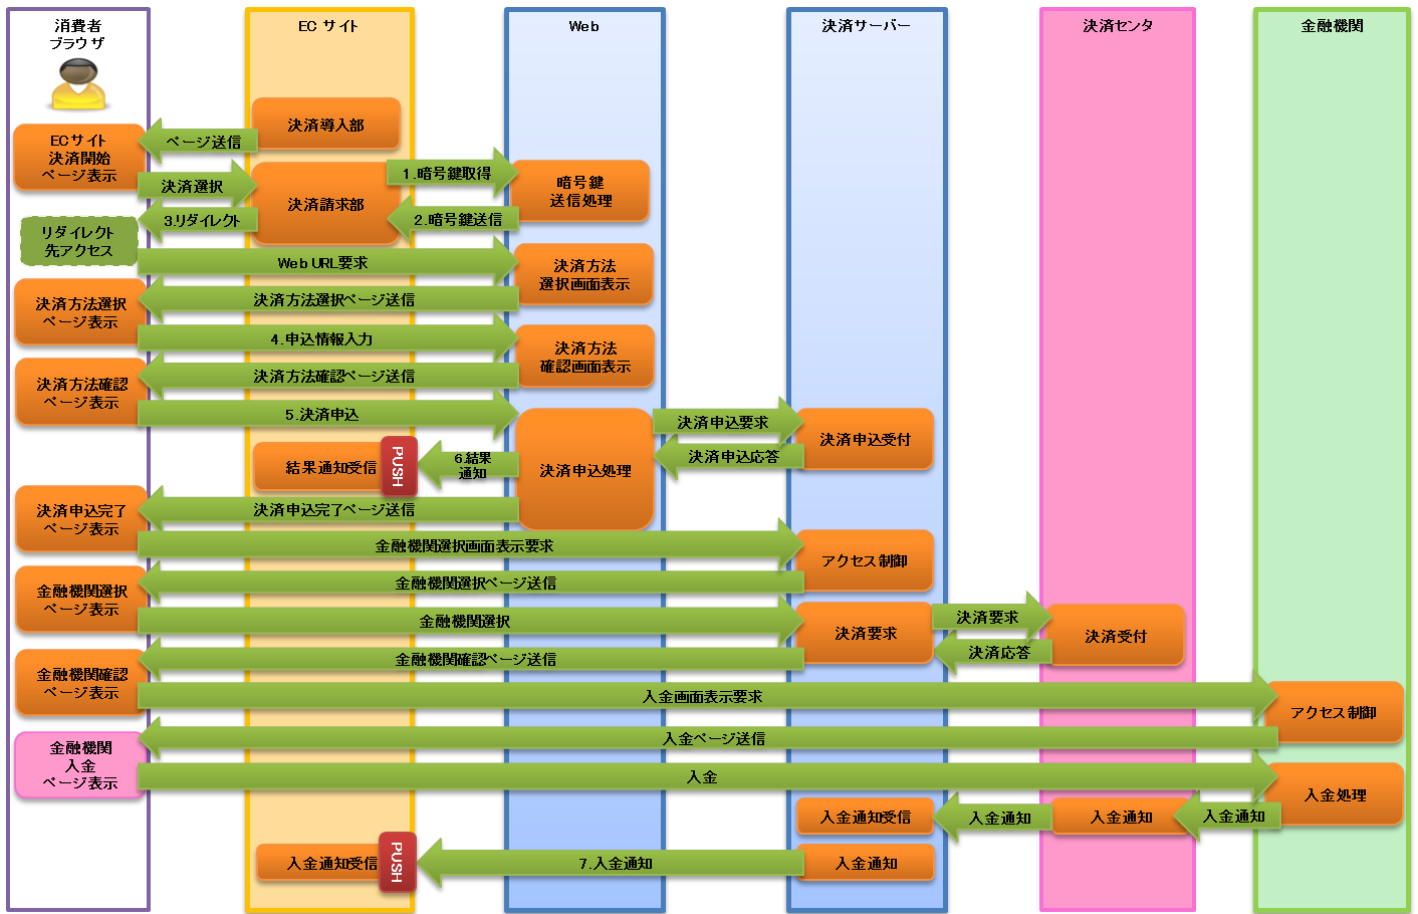 消費者
ブラウザ
ECサイト
Web
決済サーバー
決済センタ
金融機関
決済導入部
ECサイト
決済開始
ページ表示
ページ送信
決済選択
決済請求部
1.暗号鍵取得
暗号鍵
送信処理
2.暗号鍵送信
3.リダイレクト
リダイレクト
先アクセス
Web URL要求
決済方法
選択画面表示
決済方法選択ページ送信
決済方法選択
ページ表示
4.申込情報入力
決済方法
確認画面表示
決済方法確認ページ送信
決済方法確認
ページ表示
5.決済申込
決済申込要求
決済申込受付
決済申込応答
決済申込処理
6.結果
通知
PUSH
結果通知受信
決済申込完了ページ送信
決済申込完了
ページ表示
金融機関選択画面表示要求
アクセス制御
金融機関選択ページ送信
金融機関選択
ページ表示
金融機関選択
決済要求
決済要求
決済受付
決済応答
金融機関確認ページ送信
金融機関確認
ページ表示
入金画面表示要求
アクセス制御
入金ページ送信
金融機関
入金
ページ表示
入金
入金処理
入金通知
入金通知
入金通知
入金通知受信
入金通知
7.入金通知
PUSH
入金通知受信